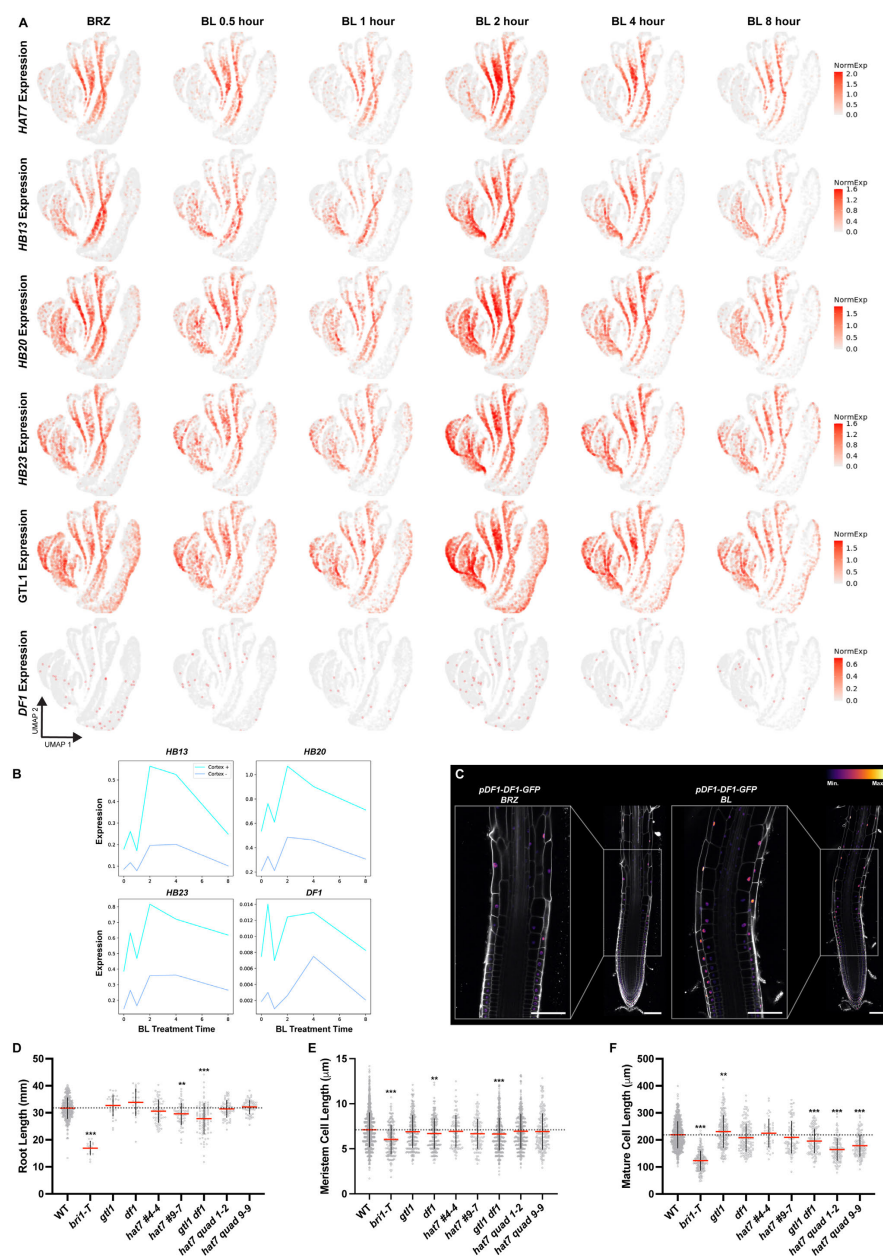 A
BRZ BL 0.5 hour BL 1 hour BL 2 hour BL 4 hour BL 8 hour
HAT7 Expression
NormExp
2.0
1.5
1.0
0.5
0.0
HB13 Expression
NormExp
1.6
1.2
0.8
0.4
0.0
HB20 Expression
NormExp
1.5
1.0
0.5
0.0
HB23 Expression
NormExp
1.6
1.2
0.8
0.4
0.0
GTL1 Expression
NormExp
1.5
1.0
0.5
0.0
DF1 Expression
NormExp
0.6
0.4
0.2
0.0
UMAP 2
UMAP 1
B
HB13 HB20
Cortex +
Cortex -
Expression
0.5
0.4
0.3
0.2
0.1
0 2 4 6 8
1.0
0.8
0.6
0.4
0.2
0 2 4 6 8
HB23 DF1
Expression
0.8
0.7
0.6
0.5
0.4
0.3
0.2
0 2 4 6 8
0.014
0.012
0.010
0.008
0.006
0.004
0.002
0 2 4 6 8
BL Treatment Time BL Treatment Time
C
Min. Max
pDF1-DF1-GFP
BRZ
pDF1-DF1-GFP
BL
D
Root Length (mm)
50
40
30
20
10
0
*** ** ***
WT bri1-T gtl1 df1 hat7 #4-4 hat7 #9-7 gtl1 df1 hat7 quad 1-2 hat7 quad 9-9
E
Meristem Cell Length (μm)
15
10
5
0
*** ** ***
WT bri1-T gtl1 df1 hat7 #4-4 hat7 #9-7 gtl1 df1 hat7 quad 1-2 hat7 quad 9-9
F
Mature Cell Length (μm)
500
400
300
200
100
0
*** ** *** *** ***
WT bri1-T gtl1 df1 hat7 #4-4 hat7 #9-7 gtl1 df1 hat7 quad 1-2 hat7 quad 9-9